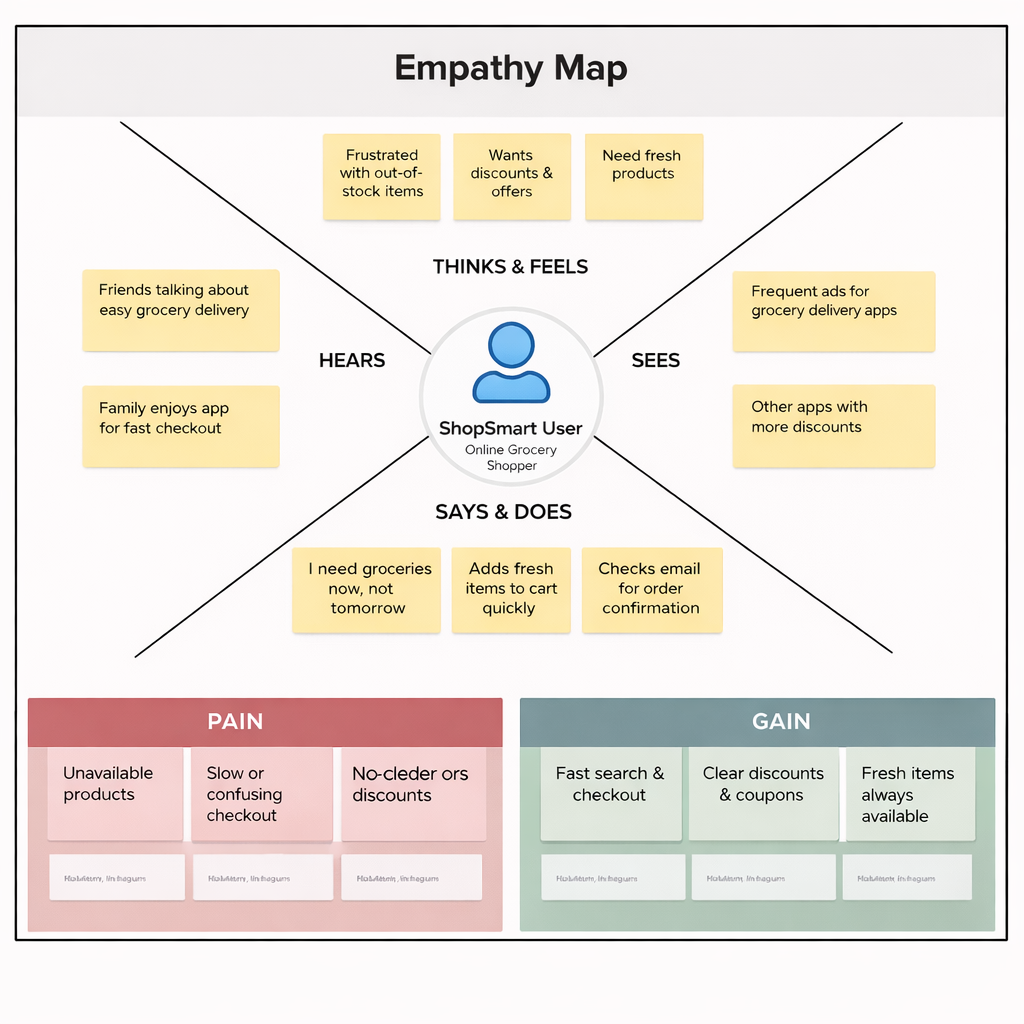 Empathy Map
Frustrated
with out-of-
stock items
Wants
discounts &
offers
Need fresh
products
THINKS & FEELS
Friends talking about
easy grocery delivery
Family enjoys app
for fast checkout
HEARS
SEES
Frequent ads for
grocery delivery apps
Other apps with
more discounts
ShopSmart User
Online Grocery
Shopper
SAYS & DOES
I need groceries
now, not
tomorrow
Adds fresh
items to cart
quickly
Checks email
for order
confirmation
PAIN
Unavailable
products
Slow or
confusing
checkout
No-cleder ors
discounts
GAIN
Fast search &
checkout
Clear discounts
& coupons
Fresh items
always
available